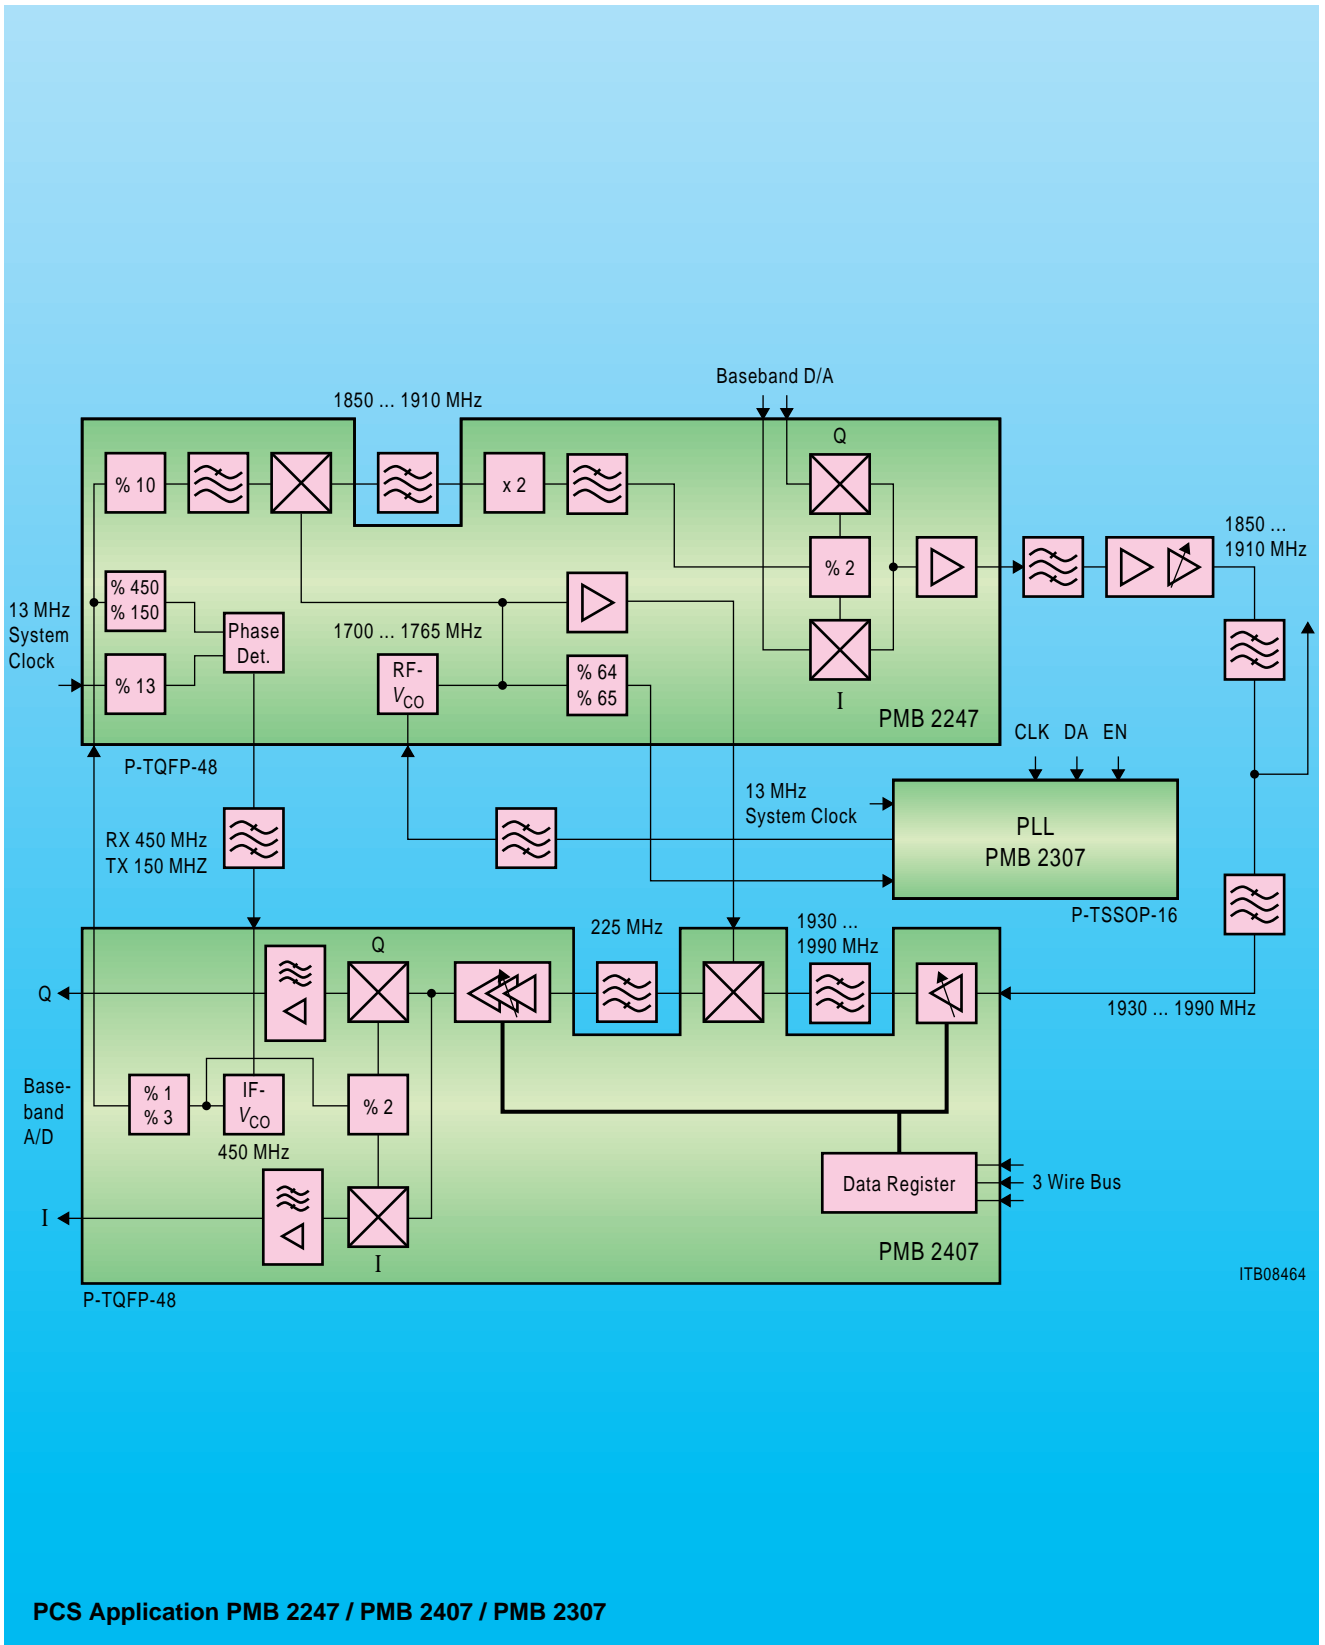 Baseband D/A
1850 ... 1910 MHz
Q
% 10
x 2
1850 ...
1910 MHz
% 2
% 450
% 150
13 MHz
System
Clock
Phase
Det.
1700 ... 1765 MHz
% 13
RF-
VCO
% 64
% 65
I
PMB 2247
P-TQFP-48
CLK DA EN
13 MHz
System Clock
PLL
PMB 2307
RX 450 MHz
TX 150 MHZ
P-TSSOP-16
225 MHz
1930 ...
1990 MHz
Q
Q
1930 ... 1990 MHz
Base-
band
A/D
% 1
% 3
IF-
VCO
% 2
450 MHz
Data Register
3 Wire Bus
I
I
PMB 2407
ITB08464
P-TQFP-48
PCS Application PMB 2247 / PMB 2407 / PMB 2307